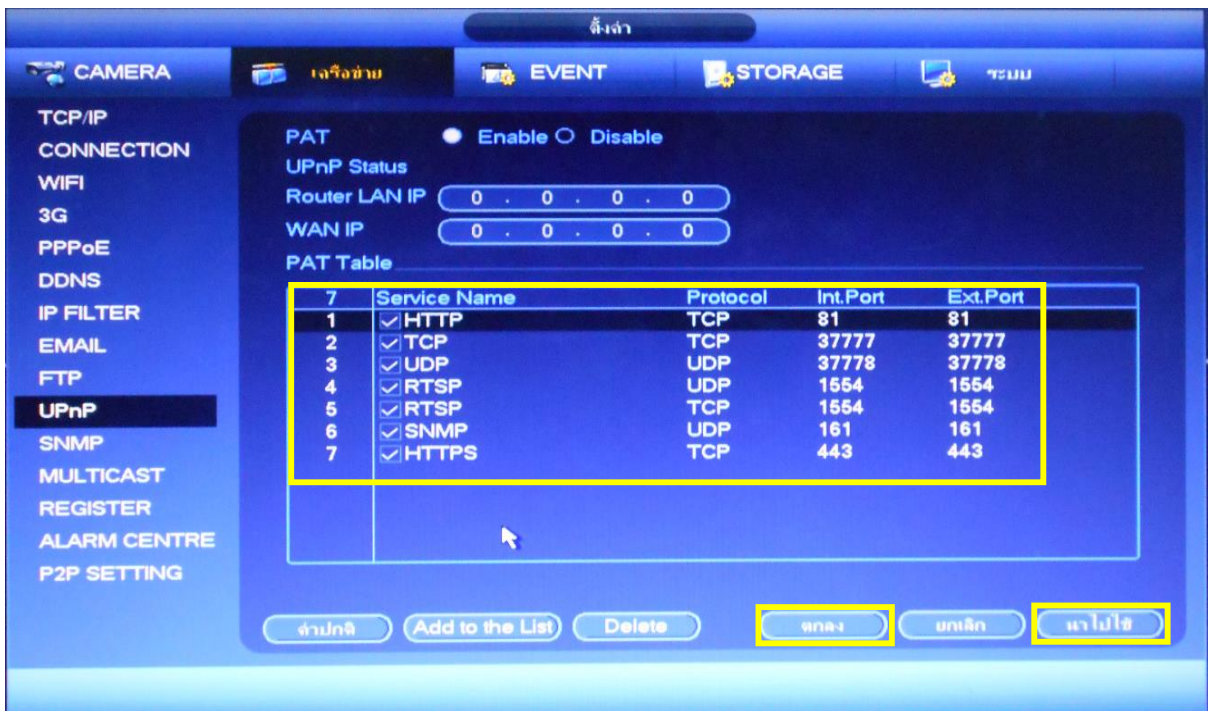 ตั้งค่า
CAMERA เครือข่าย EVENT STORAGE ระบบ
TCP/IP
CONNECTION
WIFI
3G
PPPoE
DDNS
IP FILTER
EMAIL
FTP
UPnP
SNMP
MULTICAST
REGISTER
ALARM CENTRE
P2P SETTING
PAT Enable Disable
UPnP Status
Router LAN IP 0 . 0 . 0 . 0
WAN IP 0 . 0 . 0 . 0
PAT Table
7 Service Name Protocol Int.Port Ext.Port
1 HTTP TCP 81 81
2 TCP TCP 37777 37777
3 UDP UDP 37778 37778
4 RTSP UDP 1554 1554
5 RTSP TCP 1554 1554
6 SNMP UDP 161 161
7 HTTPS TCP 443 443
ค่าปกติ Add to the List Delete ตกลง ยกเลิก นาไปใช้